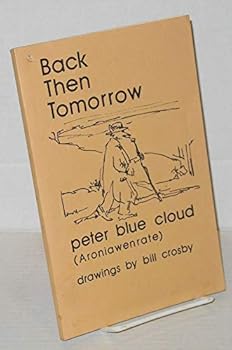 Back
Then
Tomorrow
peter blue cloud
(Aroniawenrate)
drawings by bill crosby